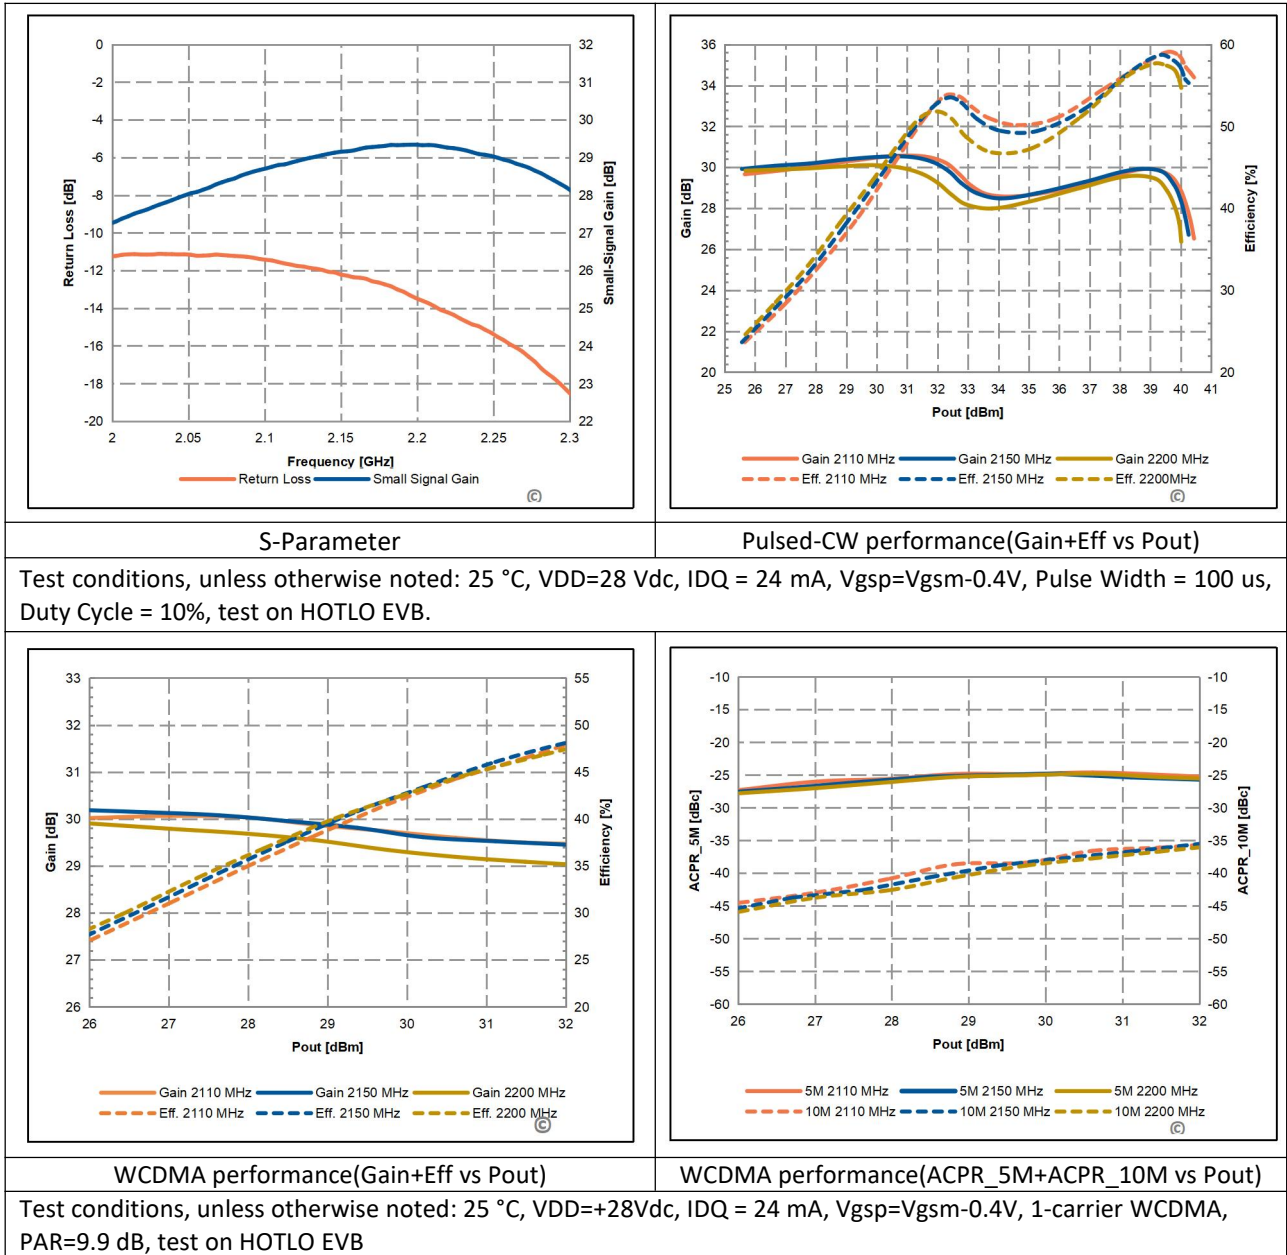 0
-2
-4
-6
-8
-10
-12
-14
-16
-18
-20
Return Loss [dB]
32
31
30
29
28
27
26
25
24
23
22
Small-Signal Gain [dB]
2 2.05 2.1 2.15 2.2 2.25 2.3
Frequency [GHz]
Return Loss Small Signal Gain
©
36
34
32
30
28
26
24
22
20
Gain [dB]
60
50
40
30
20
Efficiency [%]
25 26 27 28 29 30 31 32 33 34 35 36 37 38 39 40 41
Pout [dBm]
Gain 2110 MHz Gain 2150 MHz Gain 2200 MHz
Eff. 2110 MHz Eff. 2150 MHz Eff. 2200MHz
©
S-Parameter
Pulsed-CW performance(Gain+Eff vs Pout)
Test conditions, unless otherwise noted: 25 °C, VDD=28 Vdc, IDQ = 24 mA, Vgsp=Vgsm-0.4V, Pulse Width = 100 us,
Duty Cycle = 10%, test on HOTLO EVB.
33
32
31
30
29
28
27
26
Gain [dB]
55
50
45
40
35
30
25
20
Efficiency [%]
26 27 28 29 30 31 32
Pout [dBm]
Gain 2110 MHz Gain 2150 MHz Gain 2200 MHz
Eff. 2110 MHz Eff. 2150 MHz Eff. 2200 MHz
©
-10
-15
-20
-25
-30
-35
-40
-45
-50
-55
-60
ACPR_5M [dBc]
-10
-15
-20
-25
-30
-35
-40
-45
-50
-55
-60
ACPR_10M [dBc]
26 27 28 29 30 31 32
Pout [dBm]
5M 2110 MHz 5M 2150 MHz 5M 2200 MHz
10M 2110 MHz 10M 2150 MHz 10M 2200 MHz
©
WCDMA performance(Gain+Eff vs Pout)
WCDMA performance(ACPR_5M+ACPR_10M vs Pout)
Test conditions, unless otherwise noted: 25 °C, VDD=+28Vdc, IDQ = 24 mA, Vgsp=Vgsm-0.4V, 1-carrier WCDMA,
PAR=9.9 dB, test on HOTLO EVB